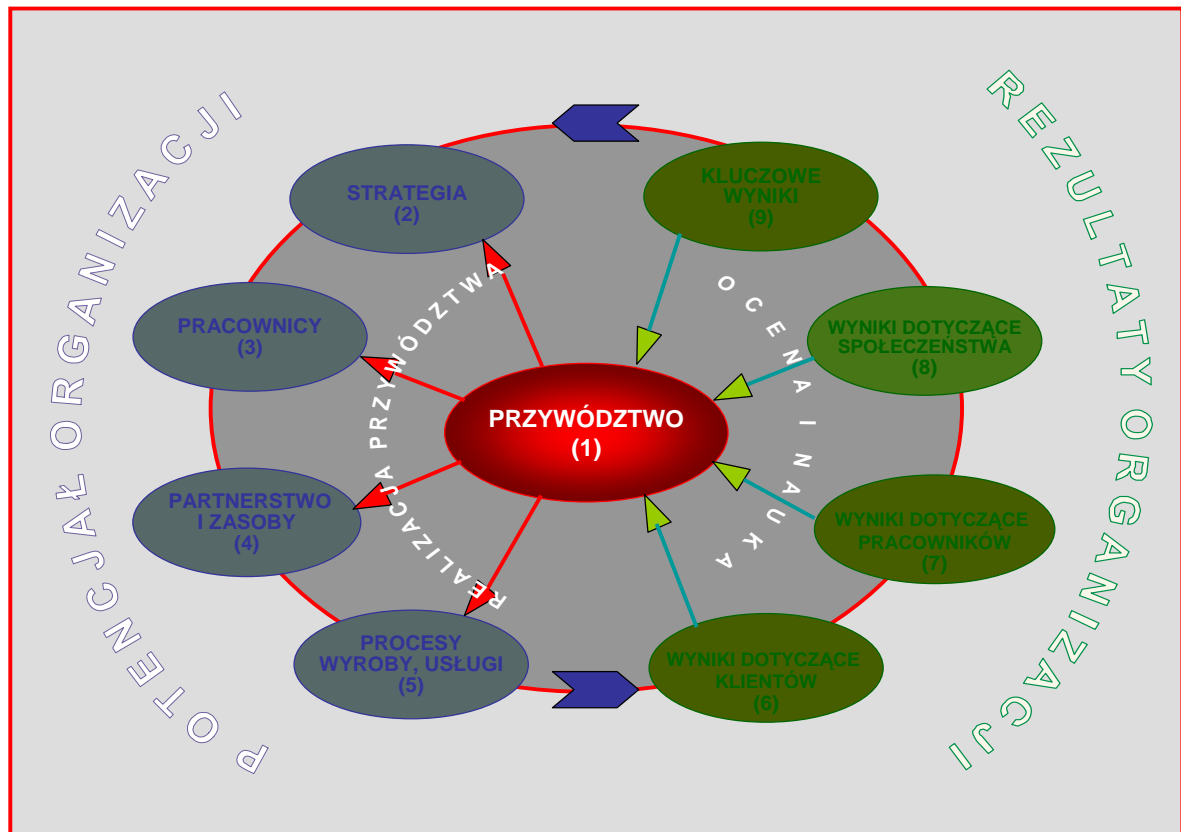 POTENCJAŁ ORGANIZACJI
REZULTATY ORGANIZACJI
STRATEGIA
(2)
KLUCZOWE
WYNIKI
(9)
PRACOWNICY
(3)
WYNIKI DOTYCZĄCE
SPOŁECZEŃSTWA
(8)
REALIZACJA PRZYWÓDZTWA
OCENA I NAUKA
PRZYWÓDZTWO
(1)
PARTNERSTWO
I ZASOBY
(4)
WYNIKI DOTYCZĄCE
PRACOWNIKÓW
(7)
PROCESY
WYROBY, USŁUGI
(5)
WYNIKI DOTYCZĄCE
KLIENTÓW
(6)